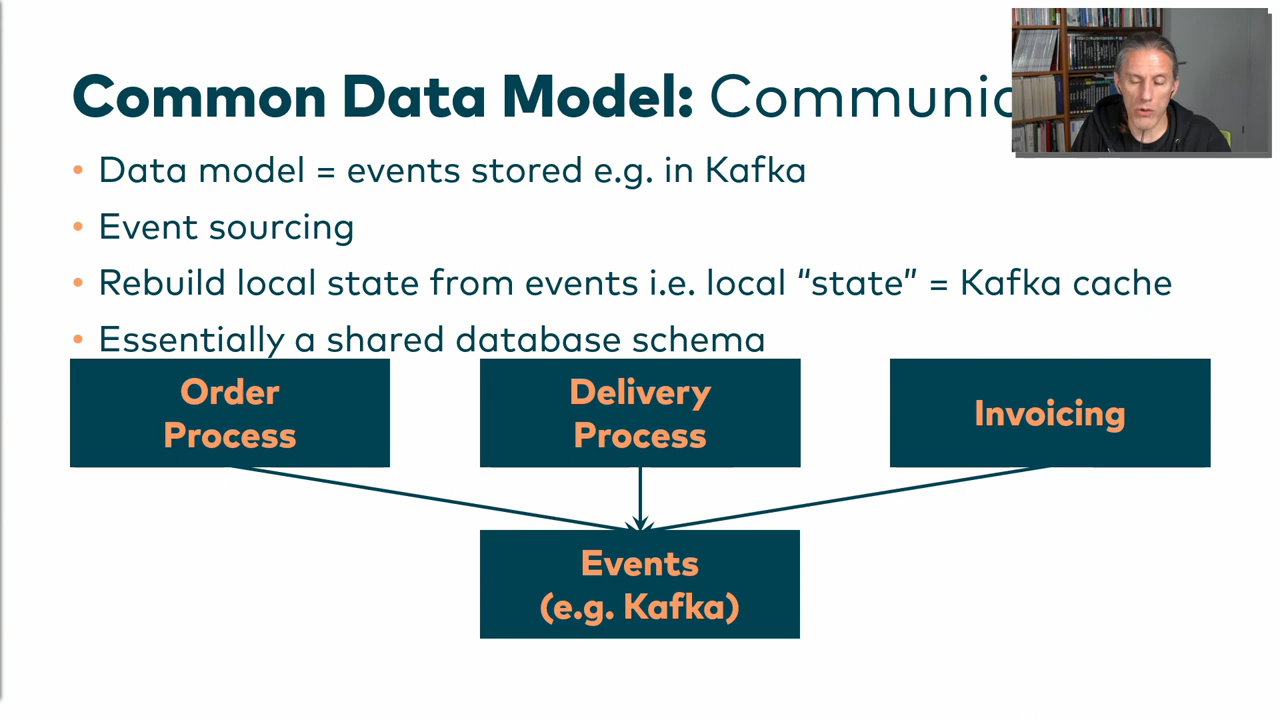 Common Data Model: Communic
• Data model = events stored e.g. in Kafka
• Event sourcing
• Rebuild local state from events i.e. local “state” = Kafka cache
• Essentially a shared database schema
Order
Process
Delivery
Process
Invoicing
Events
(e.g. Kafka)